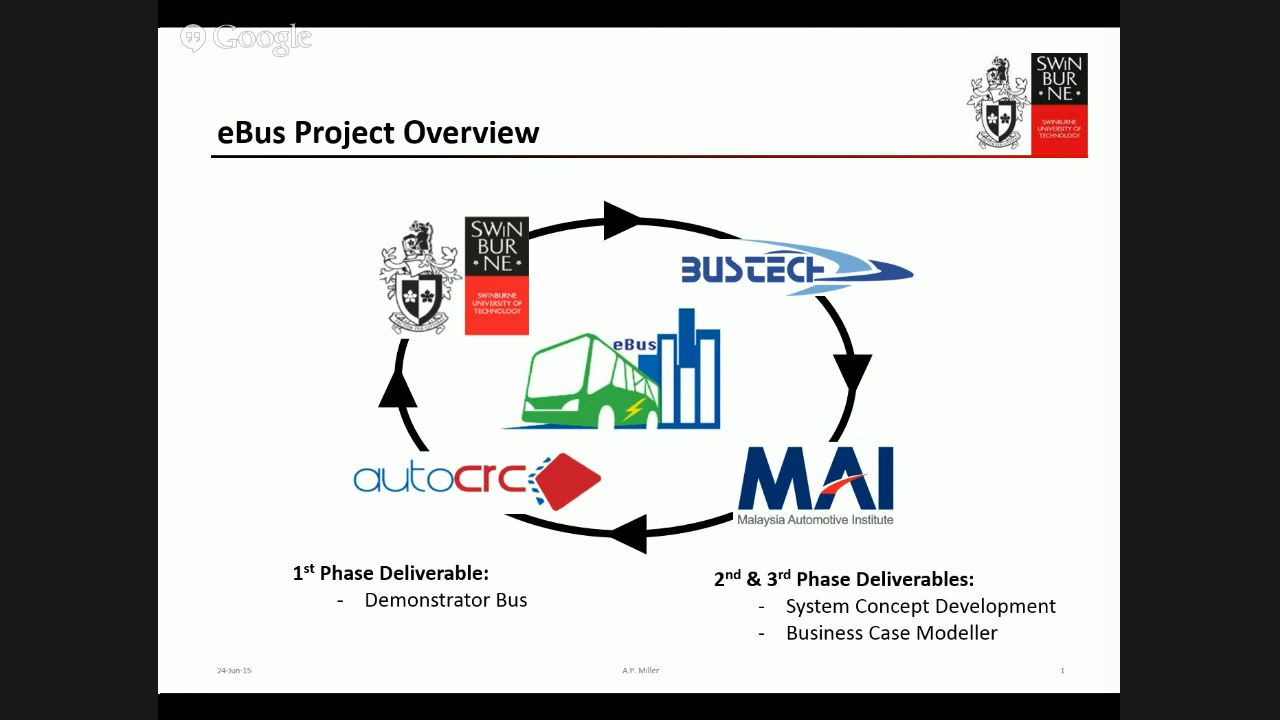 Google
SWIN
BUR
* NE *
SWINBURNE
UNIVERSITY OF
TECHNOLOGY
eBus Project Overview
SWIN
BUR
* NE *
SWINBURNE
UNIVERSITY OF
TECHNOLOGY
BUSTECH
eBus
autocrc
MAI
Malaysia Automotive Institute
1st Phase Deliverable:
- Demonstrator Bus
2nd & 3rd Phase Deliverables:
- System Concept Development
- Business Case Modeller
24-Jun-15
A.P. Miller
1